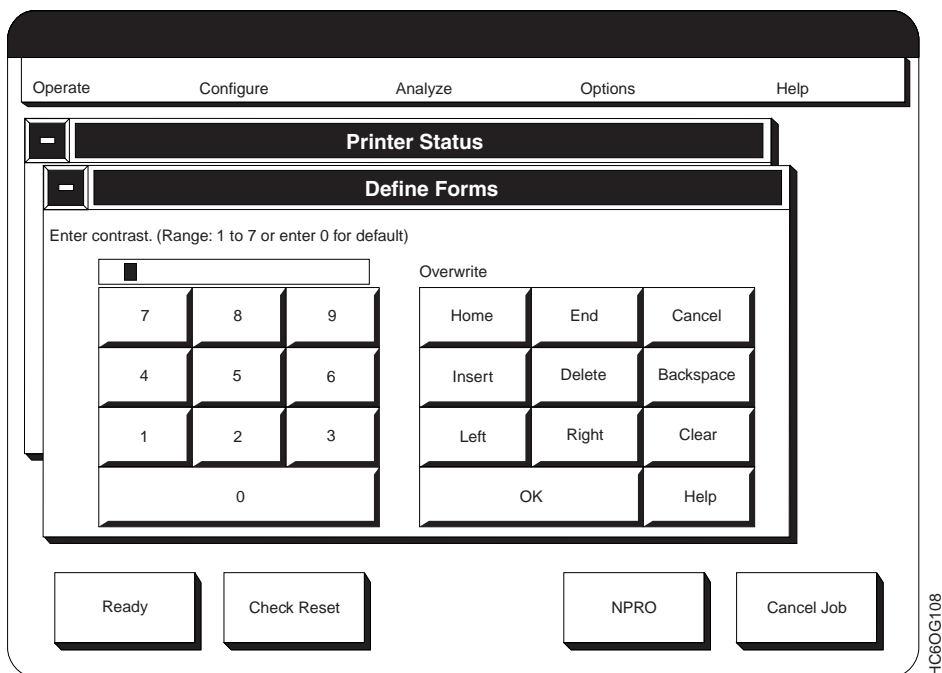 Operate Configure Analyze Options Help
Printer Status
Define Forms
Enter contrast. (Range: 1 to 7 or enter 0 for default)
Overwrite
7 8 9 Home End Cancel
4 5 6 Insert Delete Backspace
1 2 3 Left Right Clear
0 OK Help
Ready Check Reset NPRO Cancel Job
HC6OG108